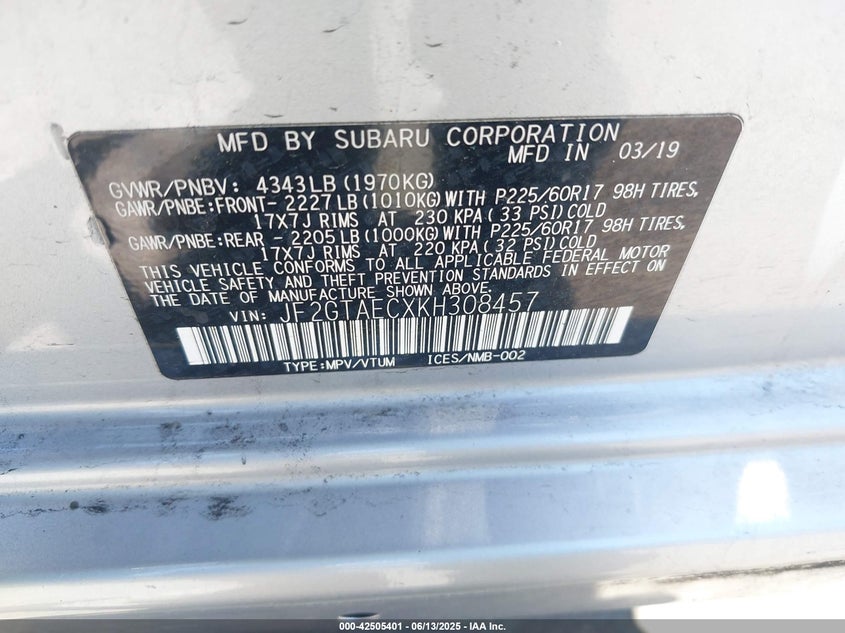 MFD BY SUBARU CORPORATION
MFD IN 03/19
GVWR/PNBV: 4343LB (1970KG)
GAWR/PNBE:FRONT- 2227LB (1010KG) WITH P225/60R17 98H TIRES,
17X7J RIMS AT 230 KPA (33 PSI) COLD
GAWR/PNBE:REAR - 2205LB (1000KG) WITH P225/60R17 98H TIRES,
17X7J RIMS AT 220 KPA (32 PSI) COLD
THIS VEHICLE CONFORMS TO ALL APPLICABLE FEDERAL MOTOR
VEHICLE SAFETY AND THEFT PREVENTION STANDARDS IN EFFECT ON
THE DATE OF MANUFACTURE SHOWN ABOVE.
VIN: JF2GTAECXKH308457
TYPE:MPV/VTUM ICES/NMB-002
000-42505401 - 06/13/2025 - IAA Inc.